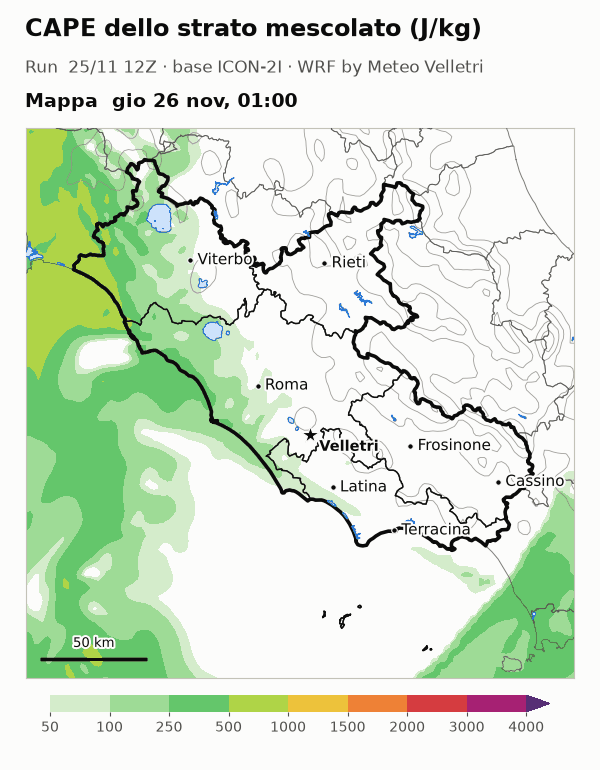 CAPE dello strato mescolato (J/kg)
Run  25/11 12Z · base ICON-2I · WRF by Meteo Velletri
Mappa  gio 26 nov, 01:00
Viterbo
Rieti
Roma
Velletri
Frosinone
Cassino
Latina
Terracina
50 km
50 100 250 500 1000 1500 2000 3000 4000